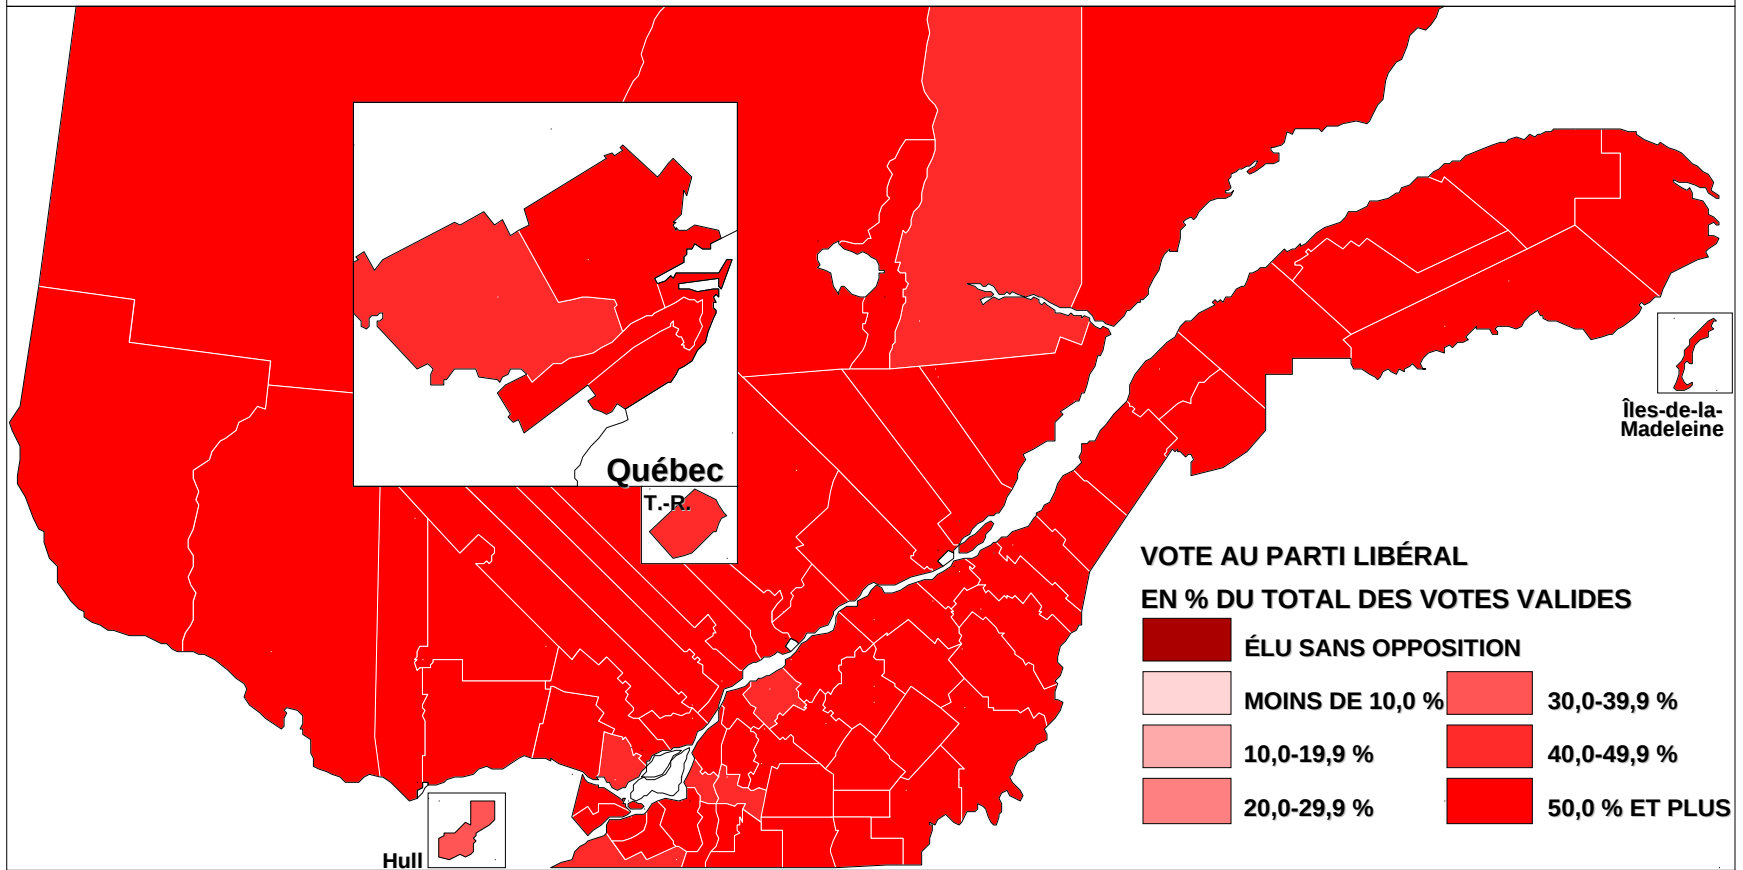 Québec
T.-R.
Îles-de-la-
Madeleine
Hull
VOTE AU PARTI LIBÉRAL
EN % DU TOTAL DES VOTES VALIDES
ÉLU SANS OPPOSITION
MOINS DE 10,0 %
10,0-19,9 %
20,0-29,9 %
30,0-39,9 %
40,0-49,9 %
50,0 % ET PLUS